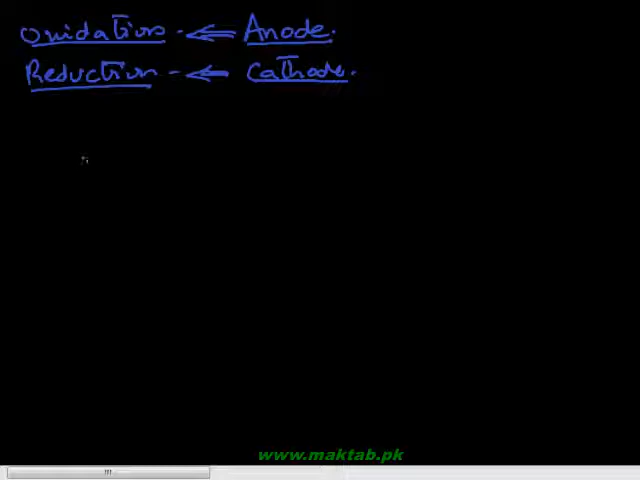 Oxidation - ⇐ Anode.
Reduction - ⇐ Cathode.
www.maktab.pk